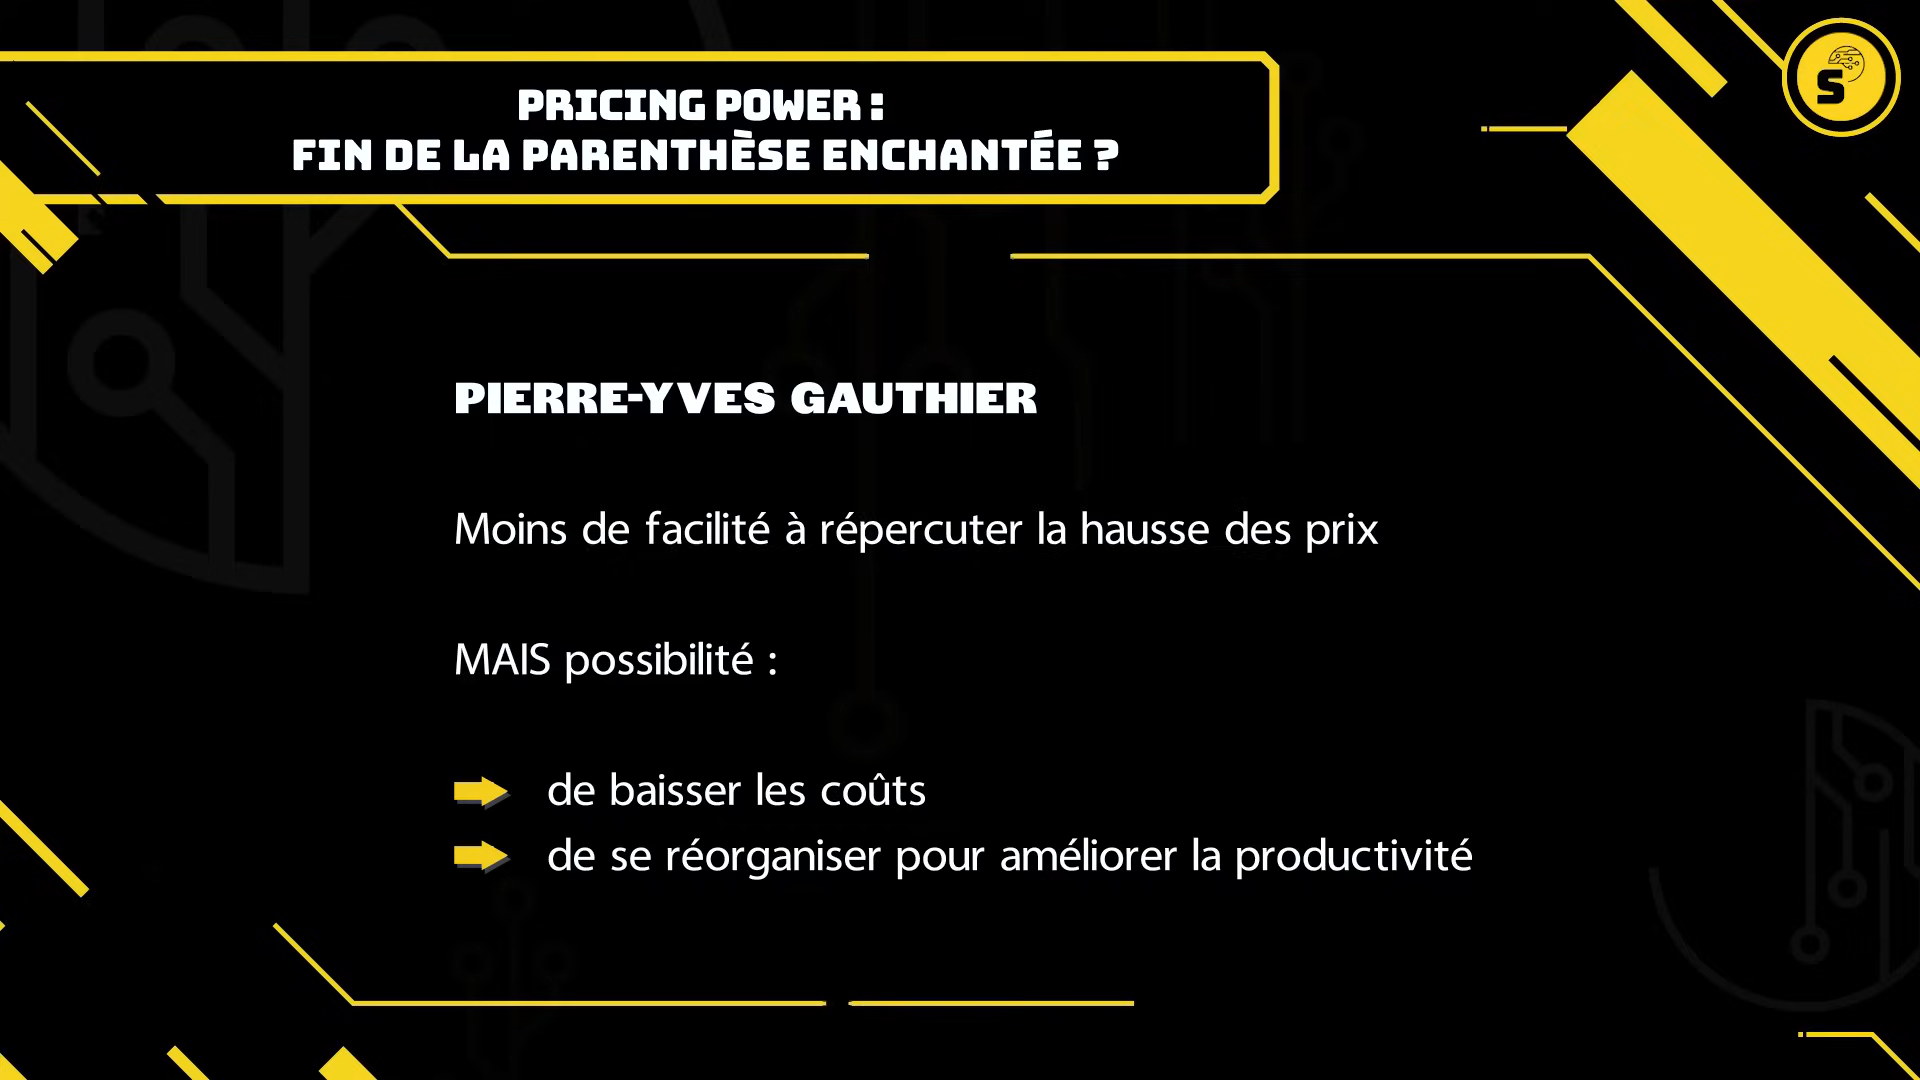 PRICING POWER :
FIN DE LA PARENTHÈSE ENCHANTÉE ?
S
PIERRE-YVES GAUTHIER
Moins de facilité à répercuter la hausse des prix
MAIS possibilité :
de baisser les coûts
de se réorganiser pour améliorer la productivité